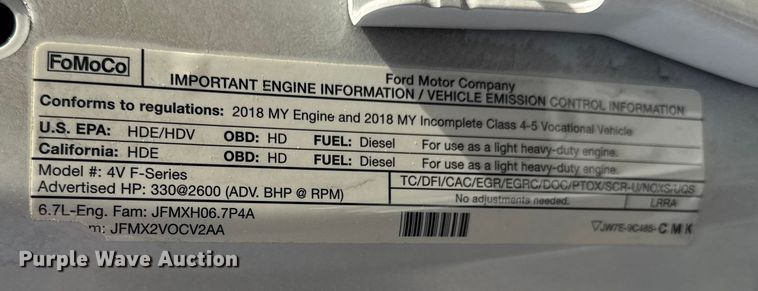 FoMoCo
Ford Motor Company
IMPORTANT ENGINE INFORMATION / VEHICLE EMISSION CONTROL INFORMATION
Conforms to regulations: 2018 MY Engine and 2018 MY Incomplete Class 4-5 Vocational Vehicle
U.S. EPA: HDE/HDV OBD: HD FUEL: Diesel For use as a light heavy-duty engine.
California: HDE OBD: HD FUEL: Diesel For use as a light heavy-duty engine.
Model #: 4V F-Series
TC/DFI/CAC/EGR/EGRC/DOC/PTOX/SCR-U/NOXS/UQS
Advertised HP: 330@2600 (ADV. BHP @ RPM)
No adjustments needed. LRRA
6.7L-Eng. Fam: JFMXH06.7P4A
m: JFMX2VOCV2AA
JW7E-9C485-CMK
Purple Wave Auction